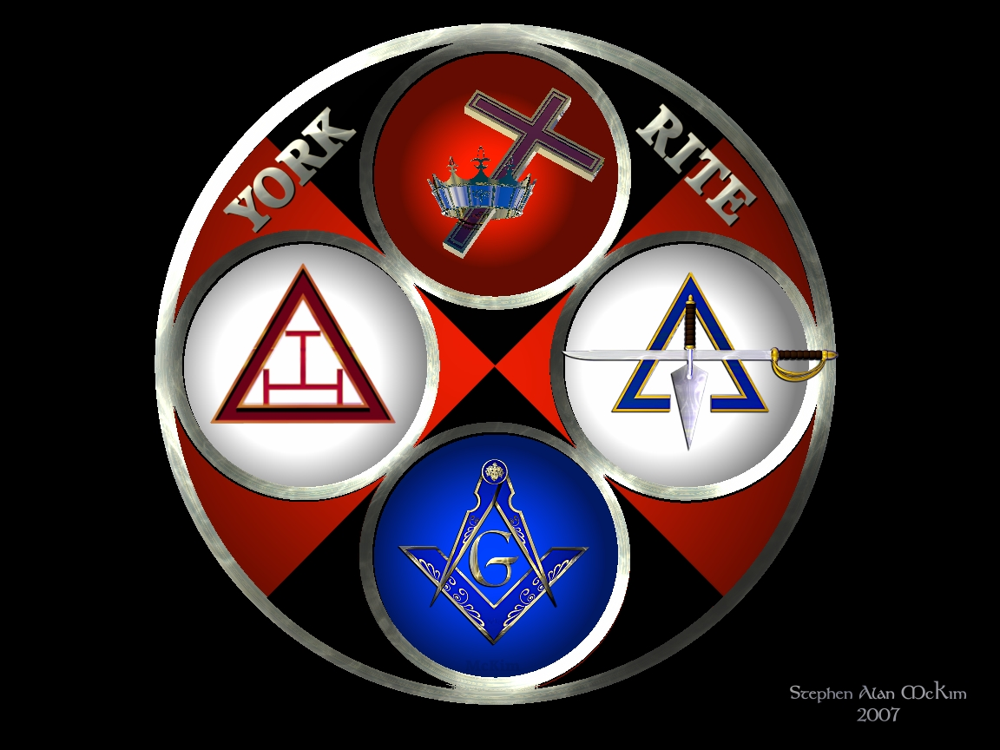 YORK RITE
G
Stephen Alan McKim
2007